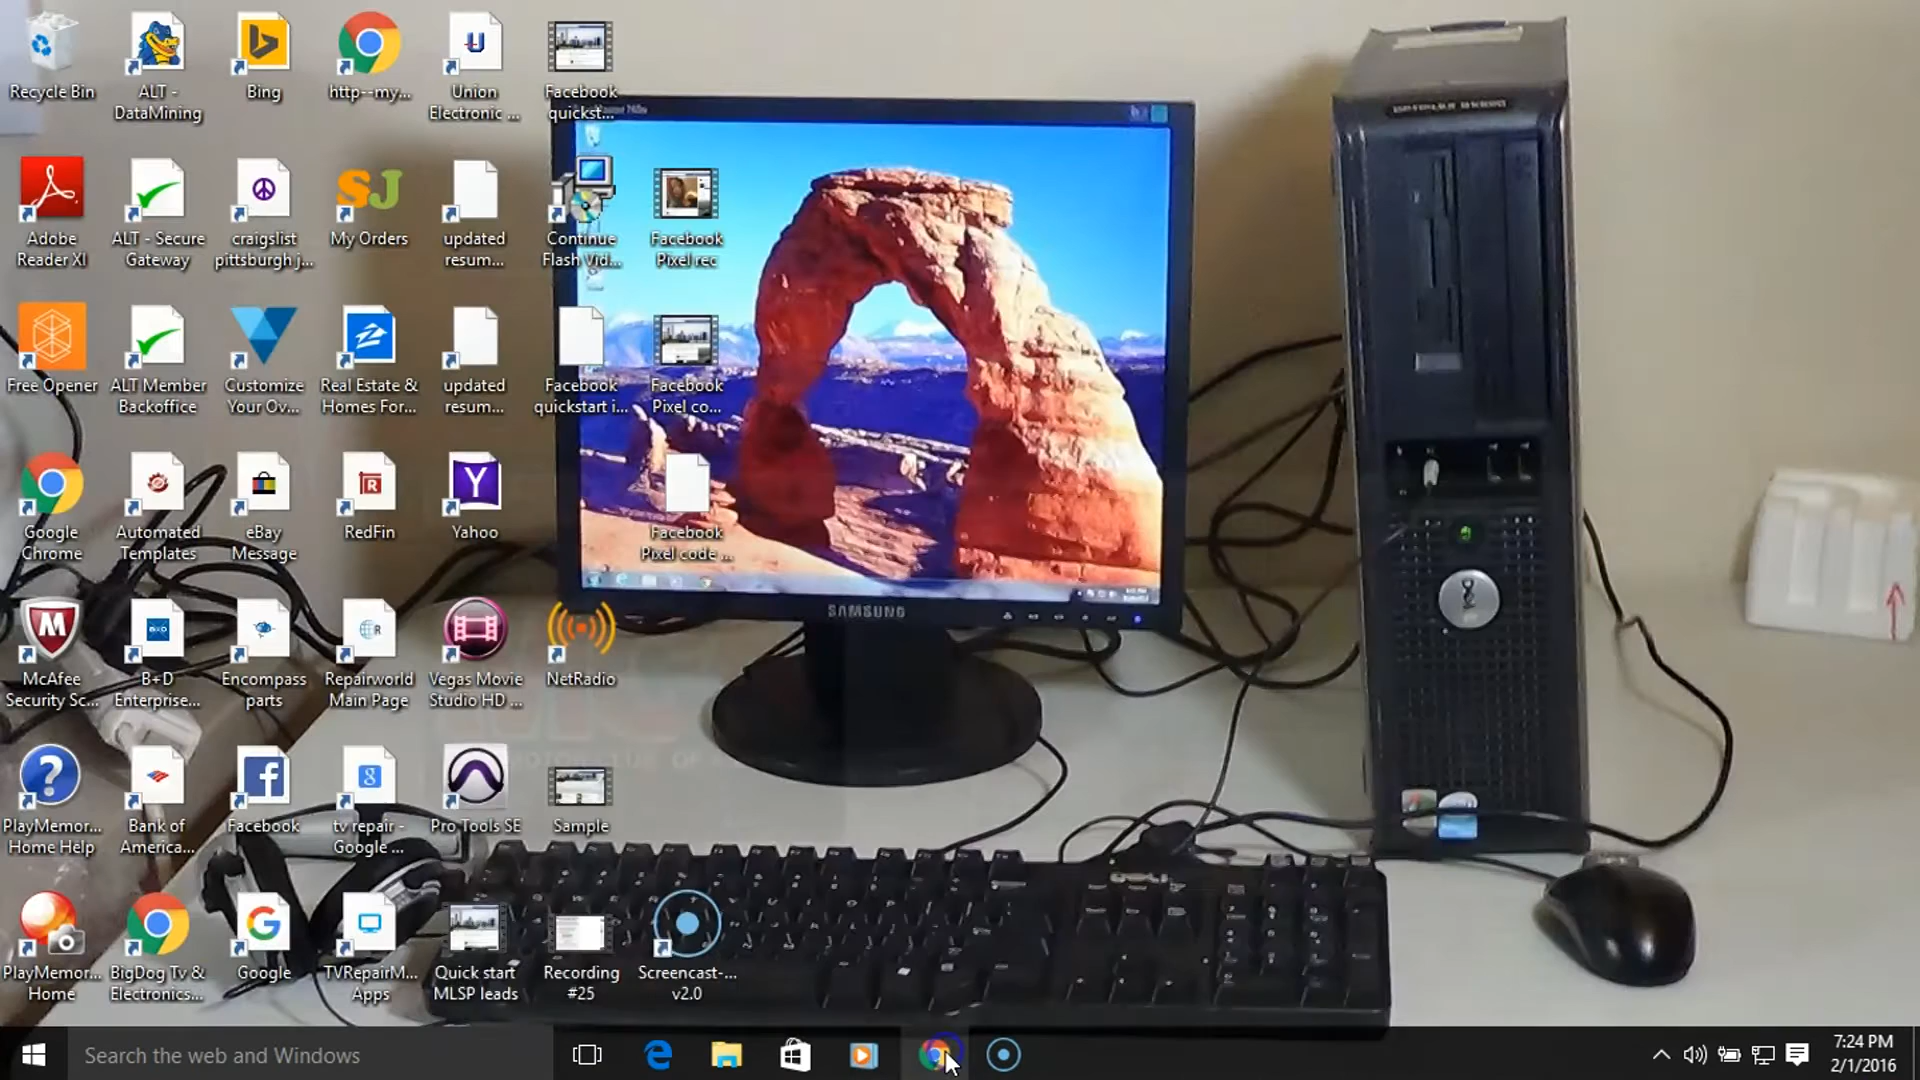 Recycle Bin
ALT -
DataMining
Bing
http--my...
Union
Electronic ...
Facebook
quickst...
Adobe
Reader XI
ALT - Secure
Gateway
craigslist
pittsburgh j...
SJ
My Orders
updated
resum...
Continue
Flash Vid...
Facebook
Pixel rec
Free Opener
ALT Member
Backoffice
Customize
Your Ov...
Real Estate &
Homes For...
updated
resum...
Facebook
quickstart i...
Facebook
Pixel co...
Google
Chrome
Automated
Templates
eBay
Message
RedFin
Yahoo
Facebook
Pixel code ...
SAMSUNG
McAfee
Security Sc...
B+D
Enterprise...
Encompass
parts
Repairworld
Main Page
Vegas Movie
Studio HD ...
NetRadio
PlayMemor...
Home Help
Bank of
America...
Facebook
tv repair -
Google ...
Pro Tools SE
Sample
DELL
PlayMemor...
Home
BigDog Tv &
Electronics...
Google
TVRepairM...
Apps
Quick start
MLSP leads
Recording
#25
Screencast-...
v2.0
Search the web and Windows
7:24 PM
2/1/2016